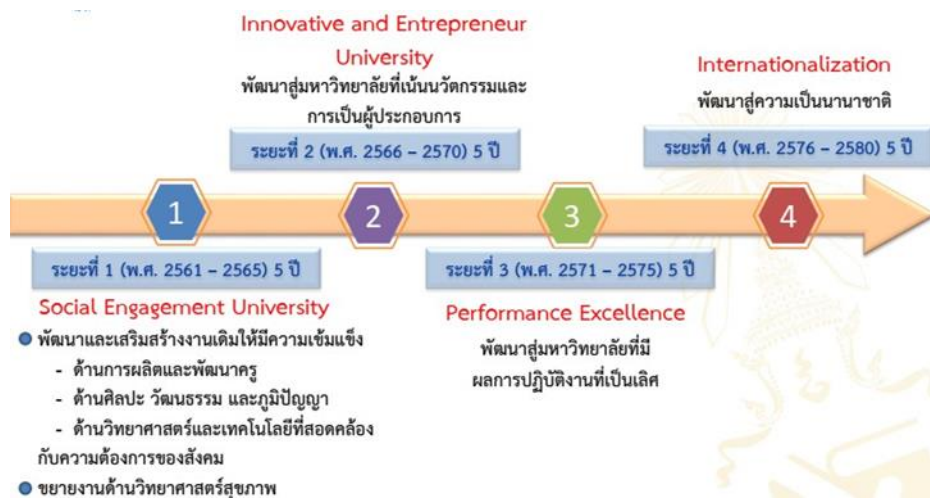 Innovative and Entrepreneur
University
พัฒนาสู่มหาวิทยาลัยที่เน้นนวัตกรรมและ
การเป็นผู้ประกอบการ
ระยะที่ 2 (พ.ศ. 2566 – 2570) 5 ปี
Internationalization
พัฒนาสู่ความเป็นนานาชาติ
ระยะที่ 4 (พ.ศ. 2576 – 2580) 5 ปี
1
2
3
4
ระยะที่ 1 (พ.ศ. 2561 – 2565) 5 ปี
Social Engagement University
พัฒนาและเสริมสร้างงานเดิมให้มีความเข้มแข็ง
- ด้านการผลิตและพัฒนาครู
- ด้านศิลปะ วัฒนธรรม และภูมิปัญญา
- ด้านวิทยาศาสตร์และเทคโนโลยีที่สอดคล้อง
กับความต้องการของสังคม
ขยายงานด้านวิทยาศาสตร์สุขภาพ
ระยะที่ 3 (พ.ศ. 2571 – 2575) 5 ปี
Performance Excellence
พัฒนาสู่มหาวิทยาลัยที่มี
ผลการปฏิบัติงานที่เป็นเลิศ